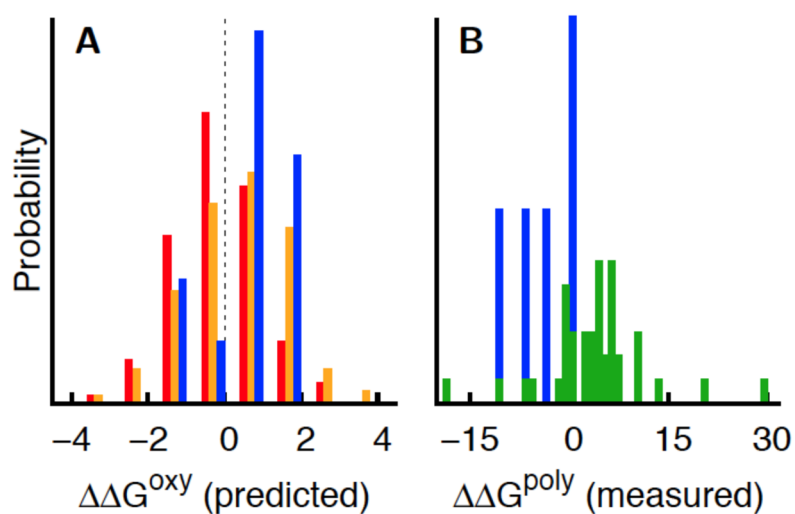 A
B
Probability
−4 −2 0 2 4
−15 0 15 30
ΔΔG^oxy (predicted)
ΔΔG^poly (measured)